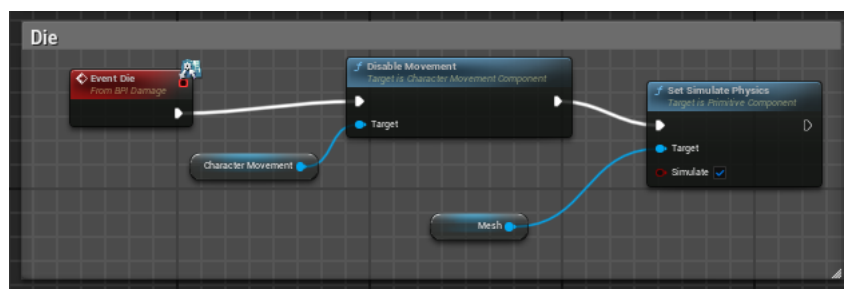 Die
Event Die
From BPI Damage
Disable Movement
Target is Character Movement Component
Target
Character Movement
Set Simulate Physics
Target is Primitive Component
Target
Simulate
Mesh